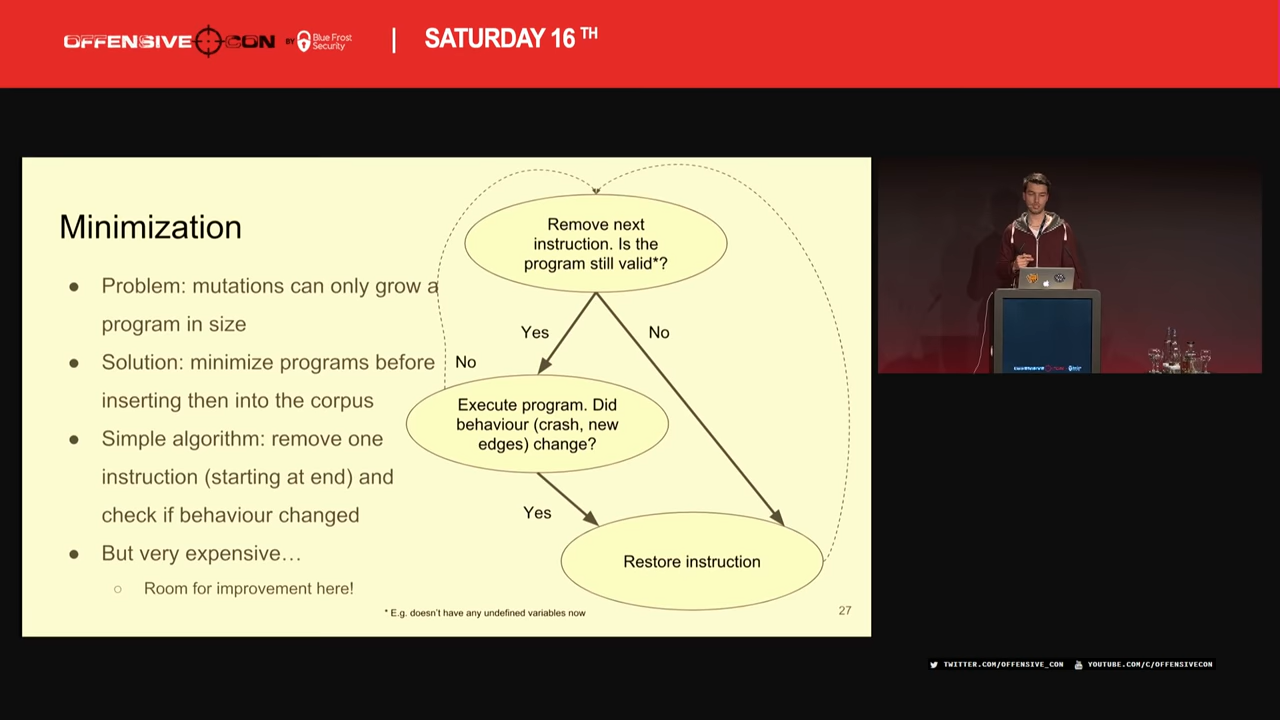 OFFENSIVE CON BY Blue Frost Security | SATURDAY 16 TH
Minimization
● Problem: mutations can only grow a
program in size
● Solution: minimize programs before
inserting then into the corpus
● Simple algorithm: remove one
instruction (starting at end) and
check if behaviour changed
● But very expensive…
○ Room for improvement here!
Remove next
instruction. Is the
program still valid*?
Yes
No
No
Execute program. Did
behaviour (crash, new
edges) change?
Yes
Restore instruction
* E.g. doesn't have any undefined variables now
27
TWITTER.COM/OFFENSIVE_CON YOUTUBE.COM/C/OFFENSIVECON